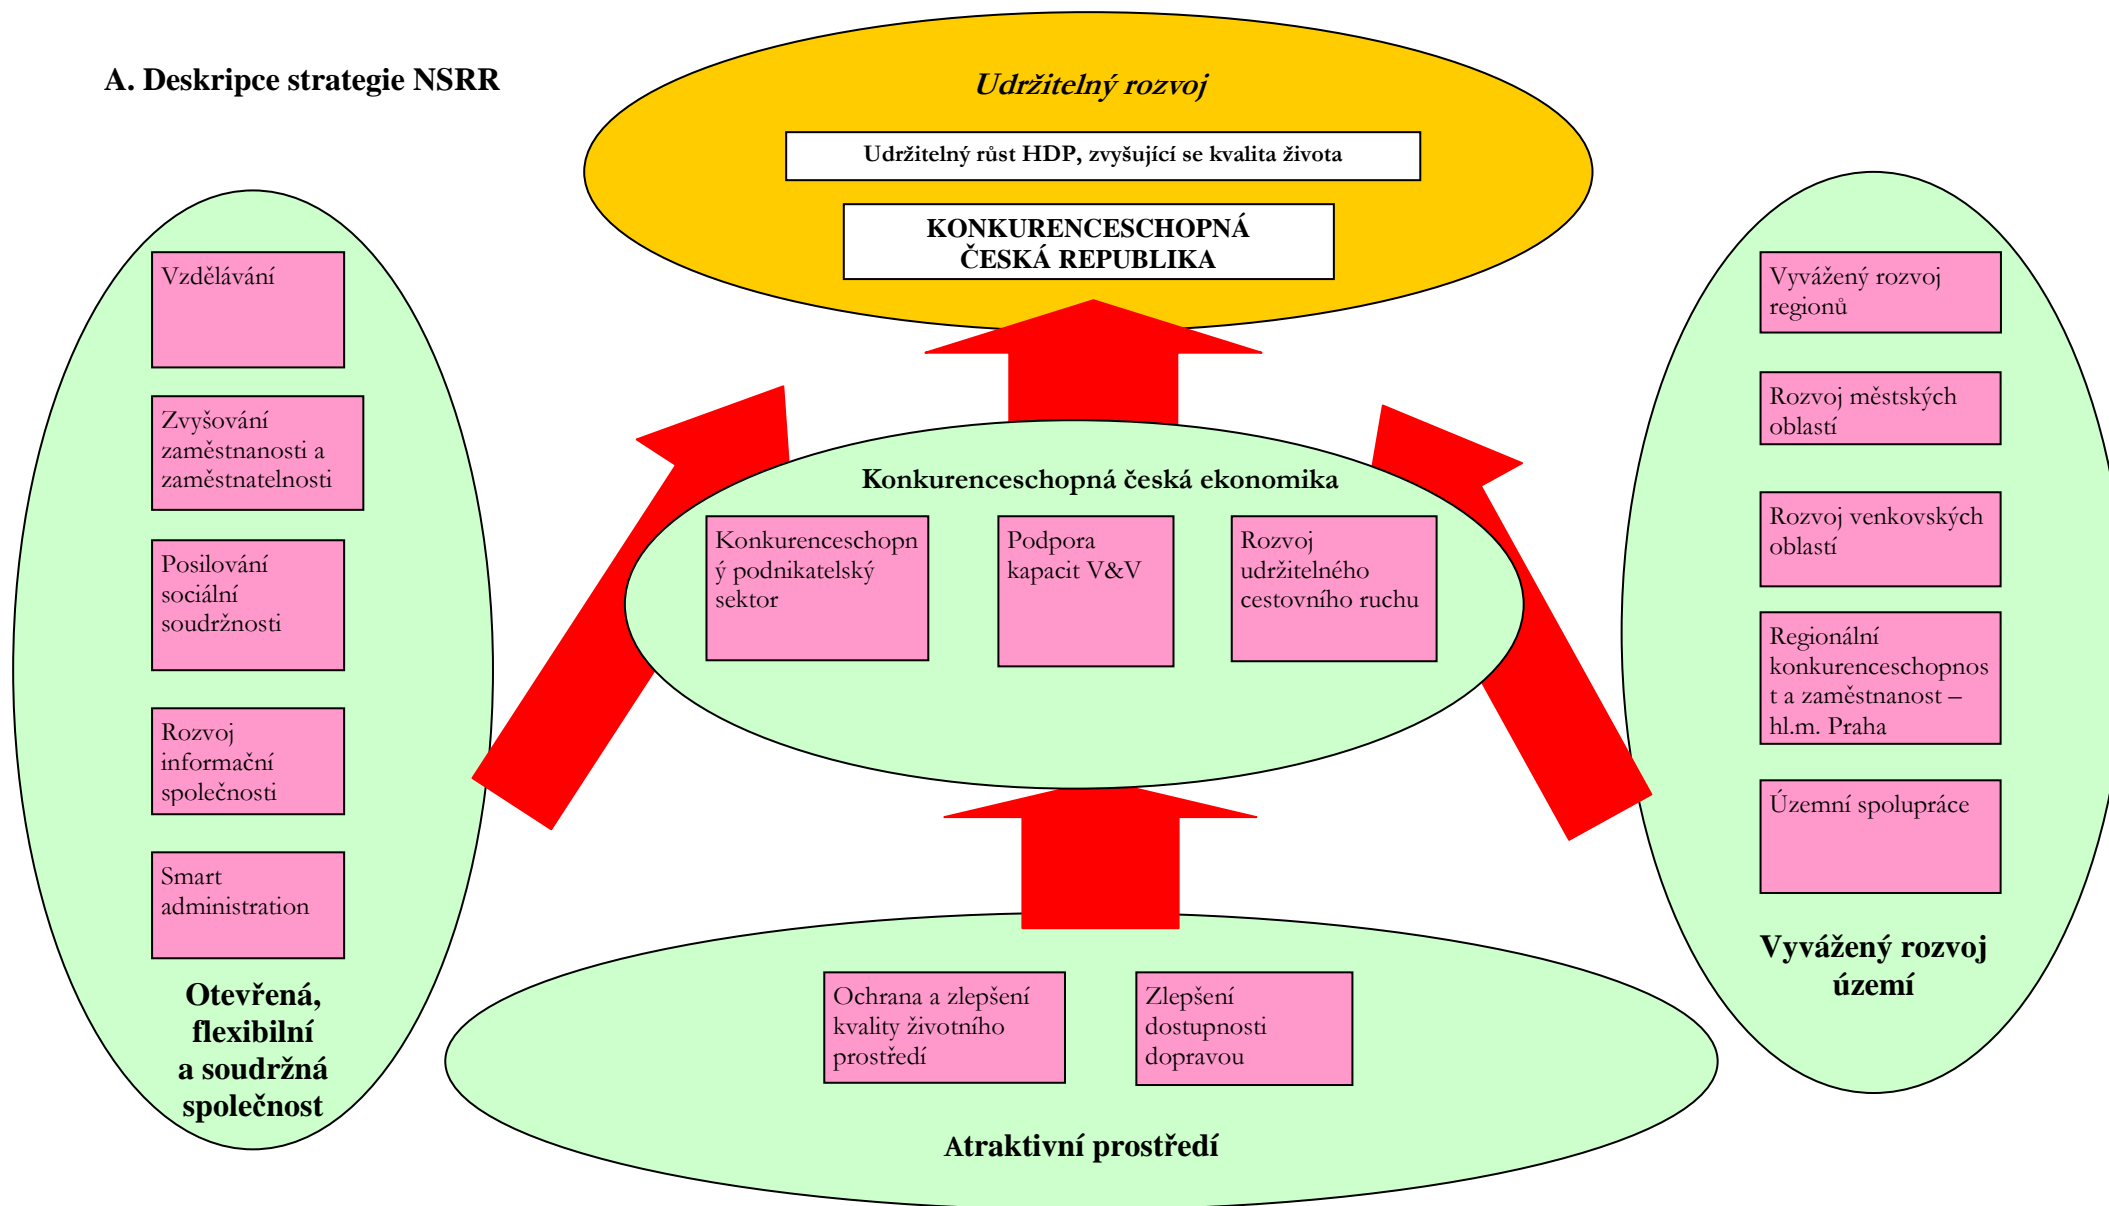 A. Deskripce strategie NSRR
Udržitelný rozvoj
Udržitelný růst HDP, zvyšující se kvalita života
KONKURENCESCHOPNÁ
ČESKÁ REPUBLIKA
Vzdělávání
Zvyšování
zaměstnanosti a
zaměstnatelnosti
Posilování
sociální
soudržnosti
Rozvoj
informační
společnosti
Smart
administration
Otevřená,
flexibilní
a soudržná
společnost
Konkurenceschopná česká ekonomika
Konkurenceschopn
ý podnikatelský
sektor
Podpora
kapacit V&V
Rozvoj
udržitelného
cestovního ruchu
Vyvážený rozvoj
regionů
Rozvoj městských
oblastí
Rozvoj venkovských
oblastí
Regionální
konkurenceschopnos
t a zaměstnanost –
hl.m. Praha
Územní spolupráce
Vyvážený rozvoj
území
Ochrana a zlepšení
kvality životního
prostředí
Zlepšení
dostupnosti
dopravou
Atraktivní prostředí